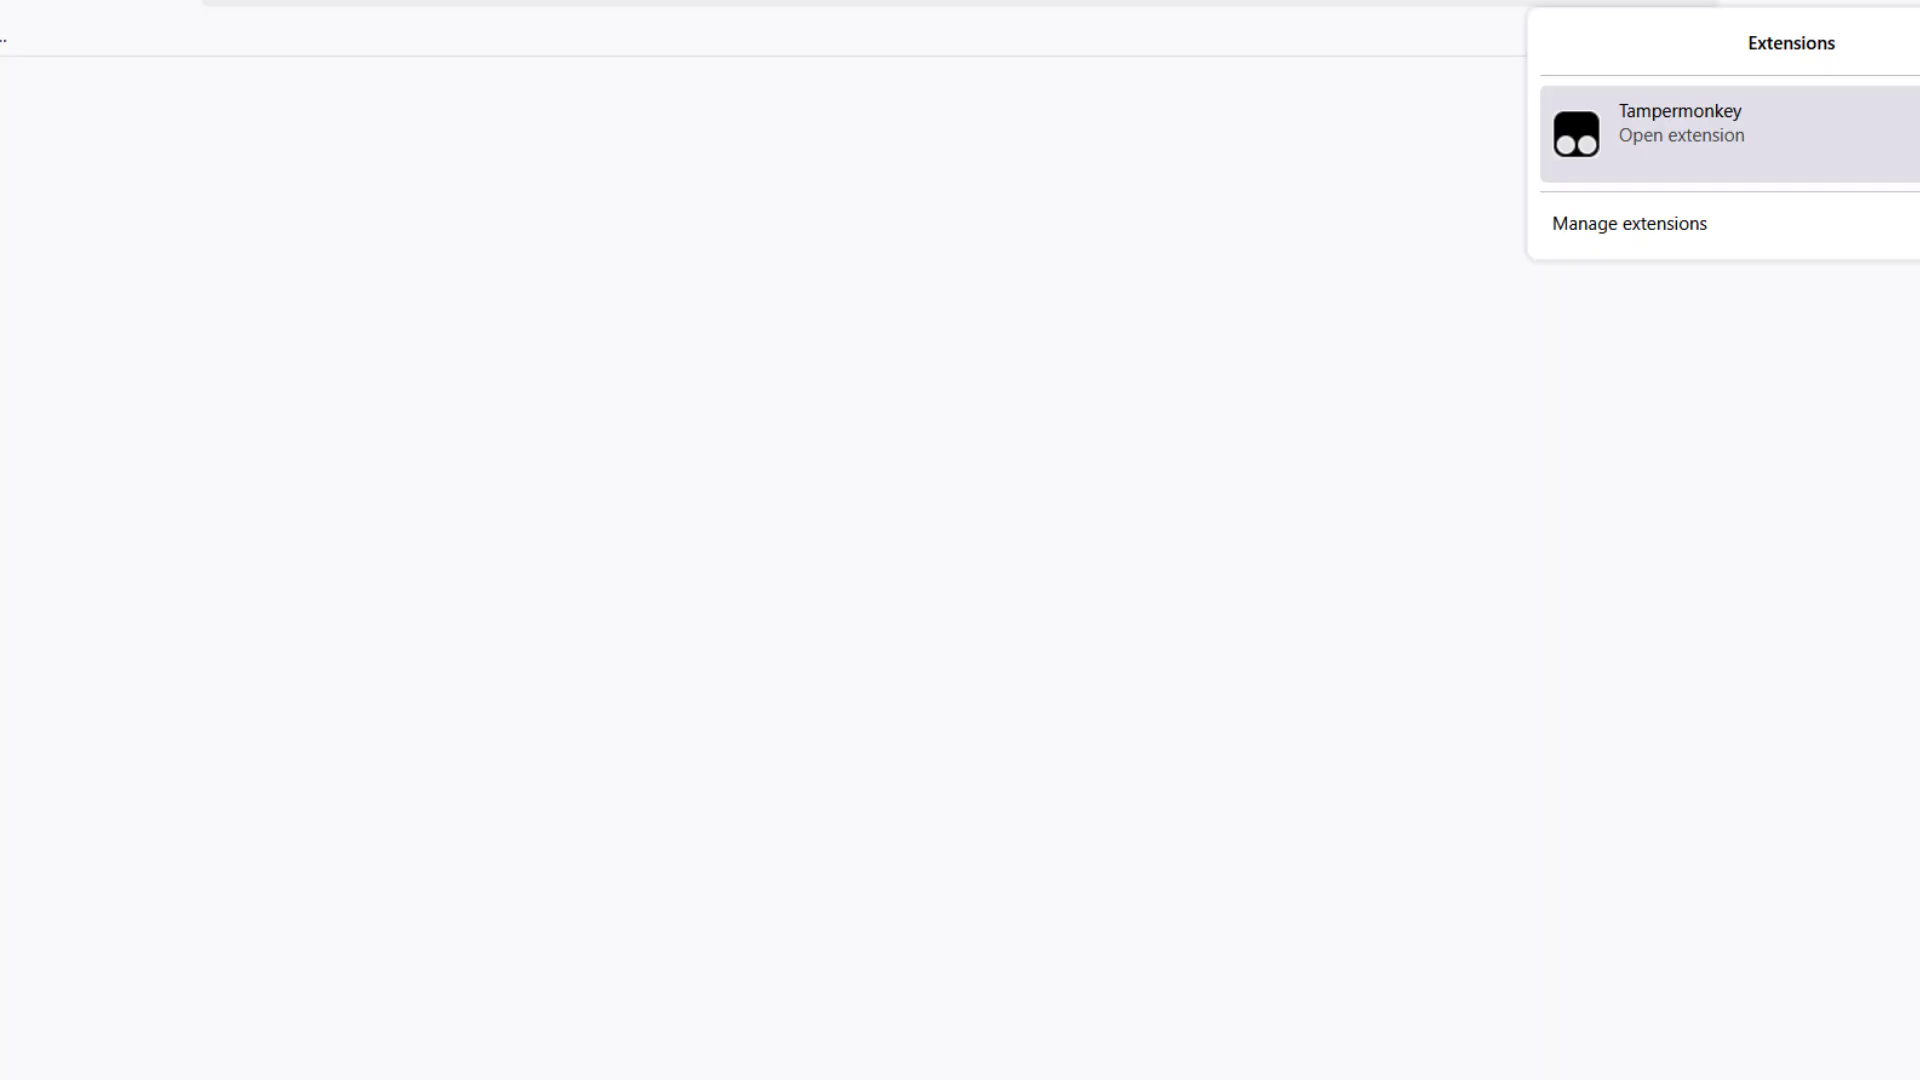 ..
Extensions
Tampermonkey
Open extension
Manage extensions